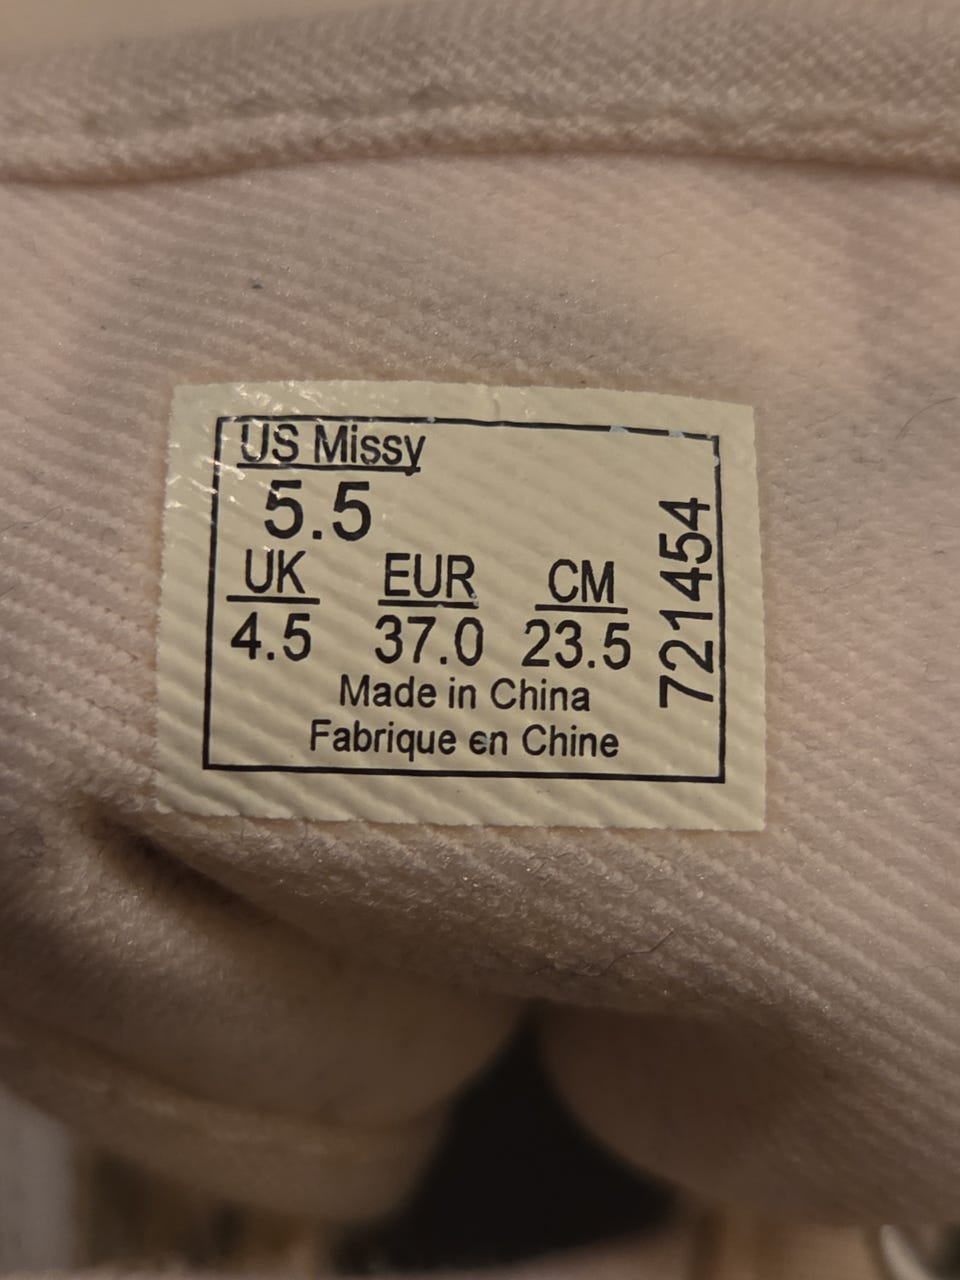 US Missy
5.5
UK EUR CM
4.5 37.0 23.5
Made in China
Fabrique en Chine
721454